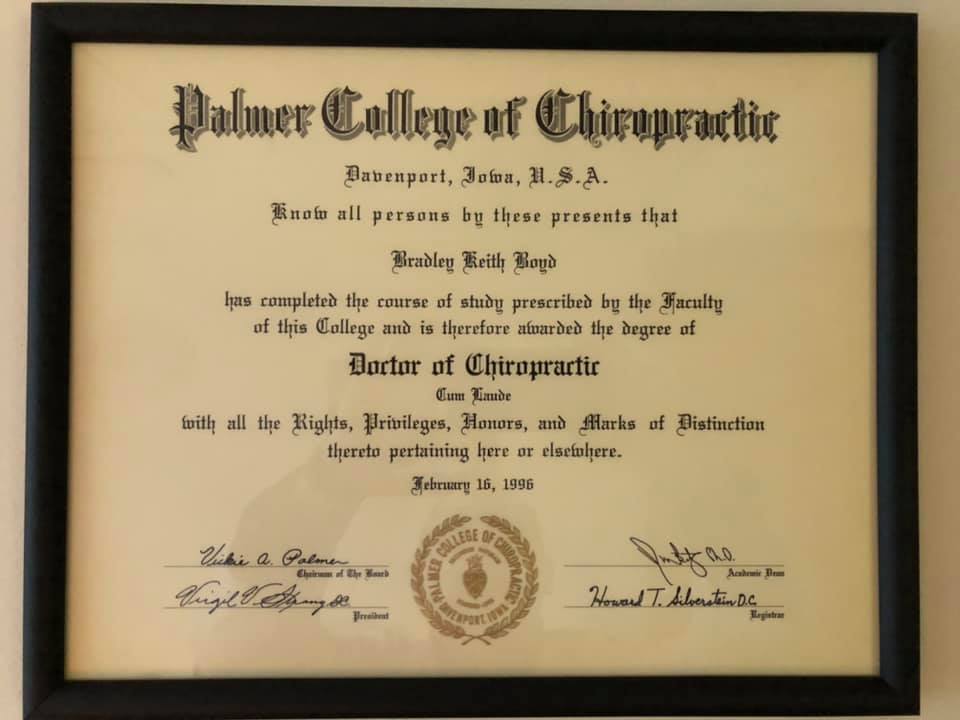 Palmer College of Chiropractic
Davenport, Iowa, U.S.A.
Know all persons by these presents that
Bradley Keith Boyd
has completed the course of study prescribed by the Faculty
of this College and is therefore awarded the degree of
Doctor of Chiropractic
Cum Laude
with all the Rights, Privileges, Honors, and Marks of Distinction
thereto pertaining here or elsewhere.
February 16, 1996
Vickie A. Palmer
Chairman of The Board
Virgil V. Strang DC
President
PALMER COLLEGE OF CHIROPRACTIC
DAVENPORT, IOWA
Ph.D.
Academic Dean
Howard T. Silverstein D.C.
Registrar